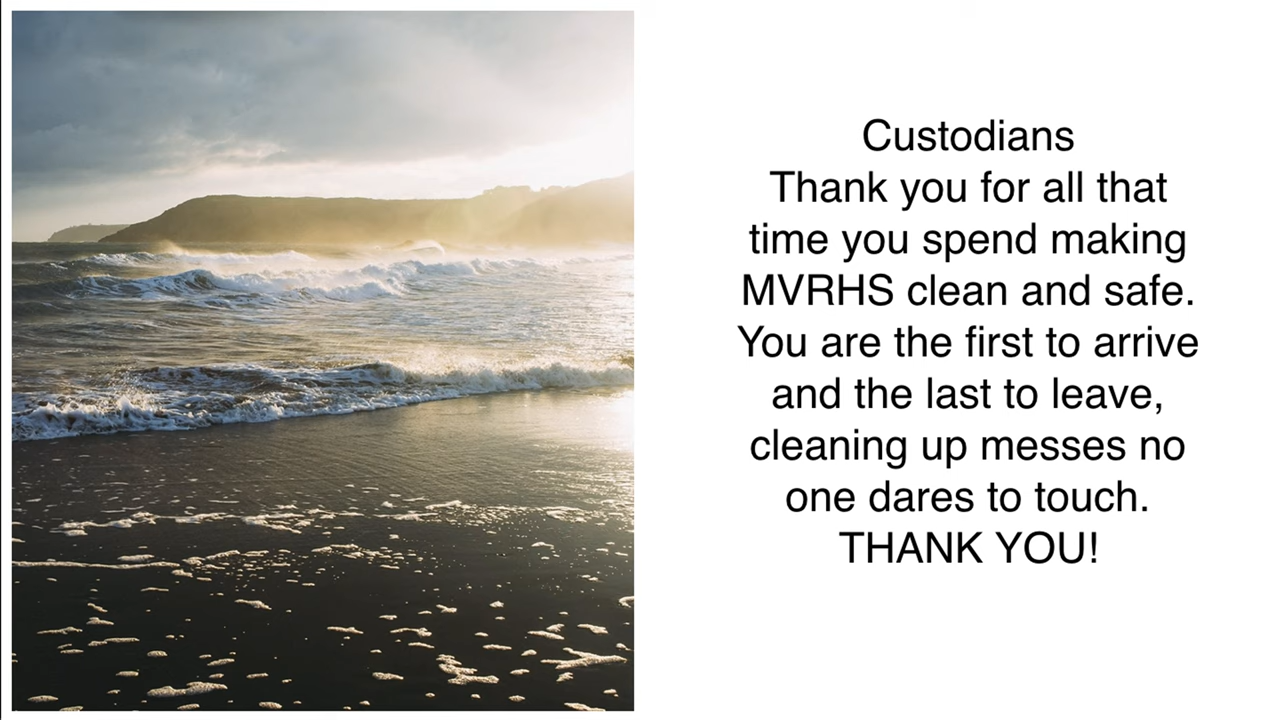 Custodians
Thank you for all that
time you spend making
MVRHS clean and safe.
You are the first to arrive
and the last to leave,
cleaning up messes no
one dares to touch.
THANK YOU!